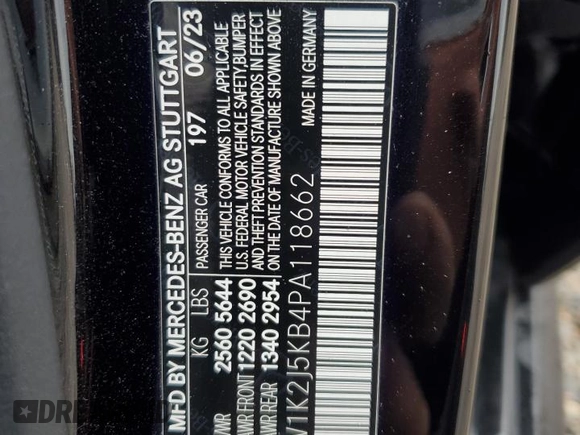 MFD BY MERCEDES-BENZ AG STUTTGART
KG LBS PASSENGER CAR 197 06/23
2560 5644
GAWR FRONT 1220 2690
GAWR REAR 1340 2954
THIS VEHICLE CONFORMS TO ALL APPLICABLE
U.S. FEDERAL MOTOR VEHICLE SAFETY, BUMPER
AND THEFT PREVENTION STANDARDS IN EFFECT
ON THE DATE OF MANUFACTURE SHOWN ABOVE
W1K2J5KB4PA118662
MADE IN GERMANY